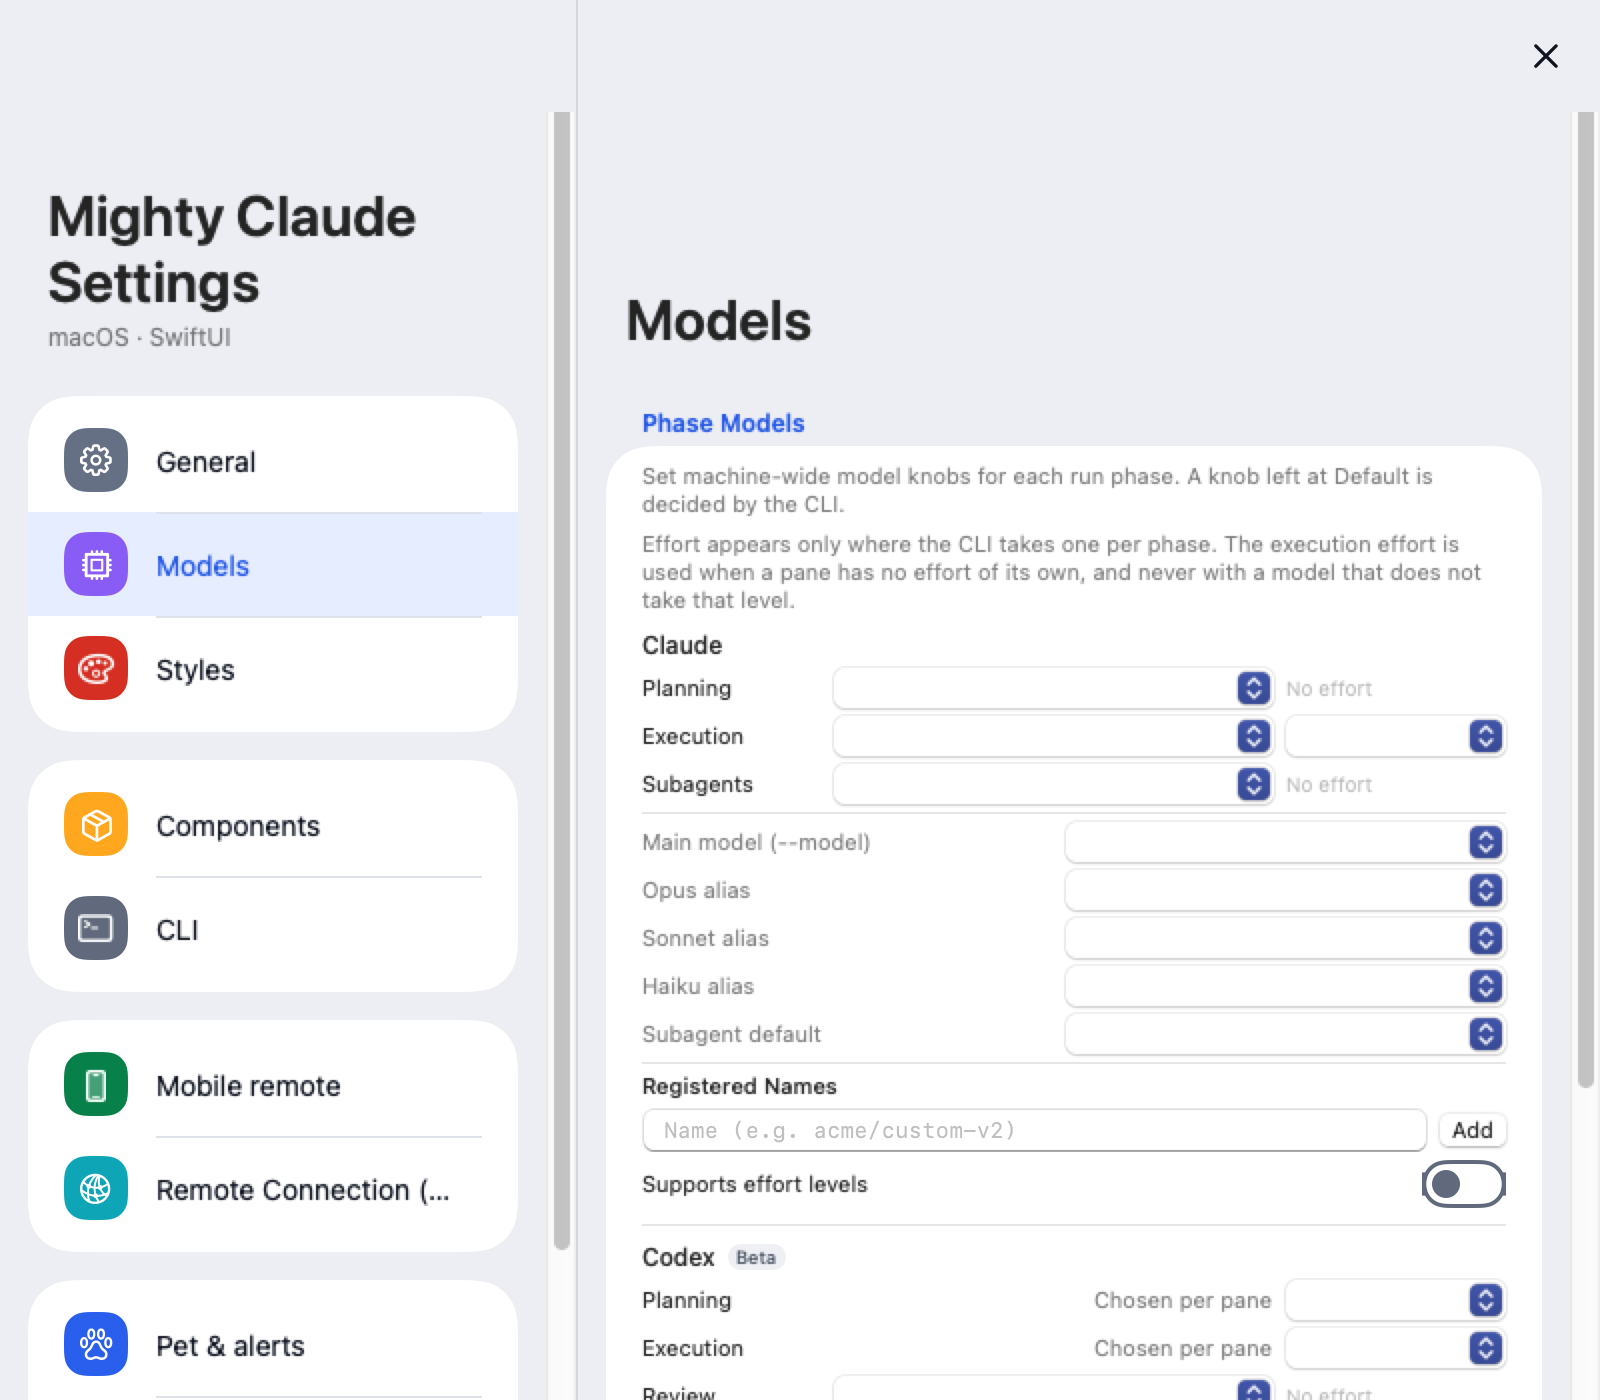 Mighty Claude
Settings
macOS · SwiftUI
General
Models
Styles
Components
CLI
Mobile remote
Remote Connection (...
Pet & alerts
Models
Phase Models
Set machine-wide model knobs for each run phase. A knob left at Default is
decided by the CLI.
Effort appears only where the CLI takes one per phase. The execution effort is
used when a pane has no effort of its own, and never with a model that does not
take that level.
Claude
Planning No effort
Execution
Subagents No effort
Main model (--model)
Opus alias
Sonnet alias
Haiku alias
Subagent default
Registered Names
Name (e.g. acme/custom-v2) Add
Supports effort levels
Codex Beta
Planning Chosen per pane
Execution Chosen per pane
Review No effort